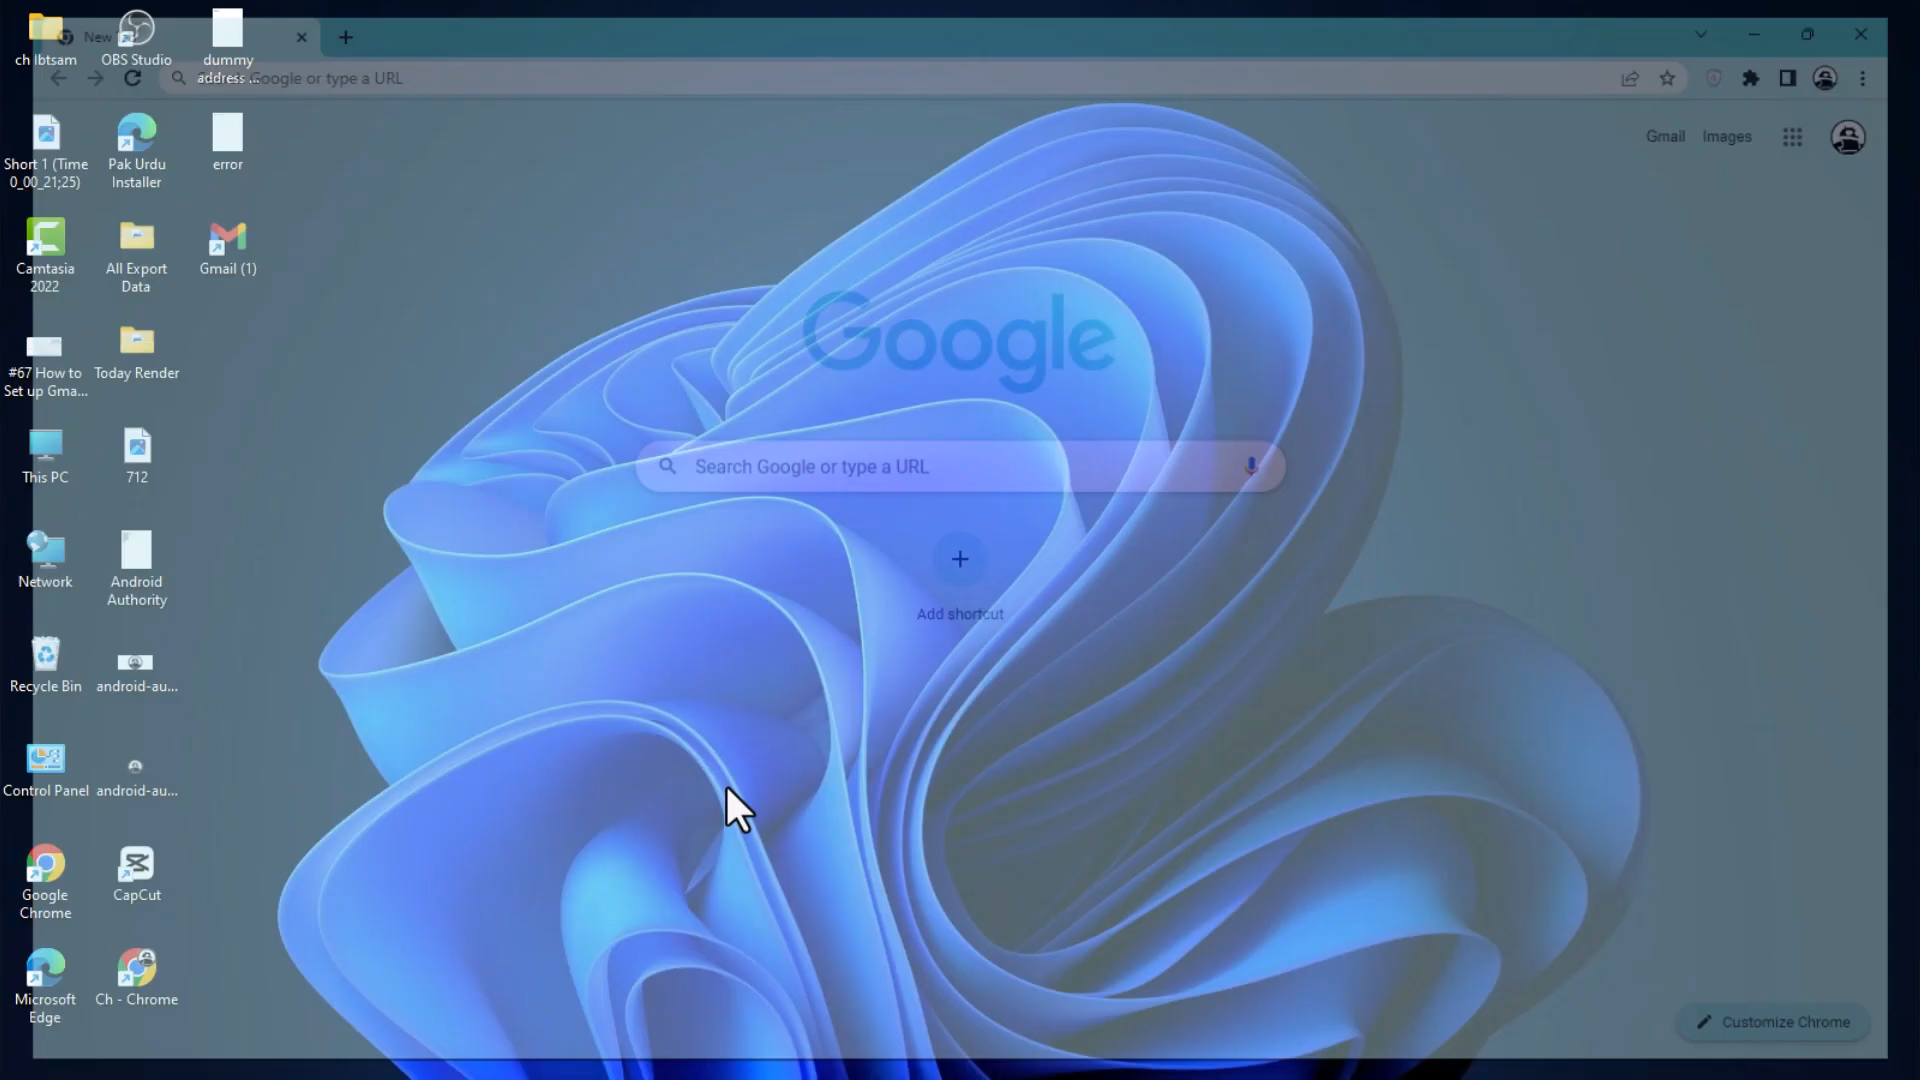 ch Ibtsam
OBS Studio
dummy
address ...
New
Google or type a URL
Short 1 (Time
0_00_21;25)
Pak Urdu
Installer
error
Gmail
Images
Camtasia
2022
All Export
Data
Gmail (1)
Google
#67 How to
Set up Gma...
Today Render
Search Google or type a URL
This PC
712
Network
Android
Authority
Add shortcut
Recycle Bin
android-au...
Control Panel
android-au...
Google
Chrome
CapCut
Microsoft
Edge
Ch - Chrome
Customize Chrome